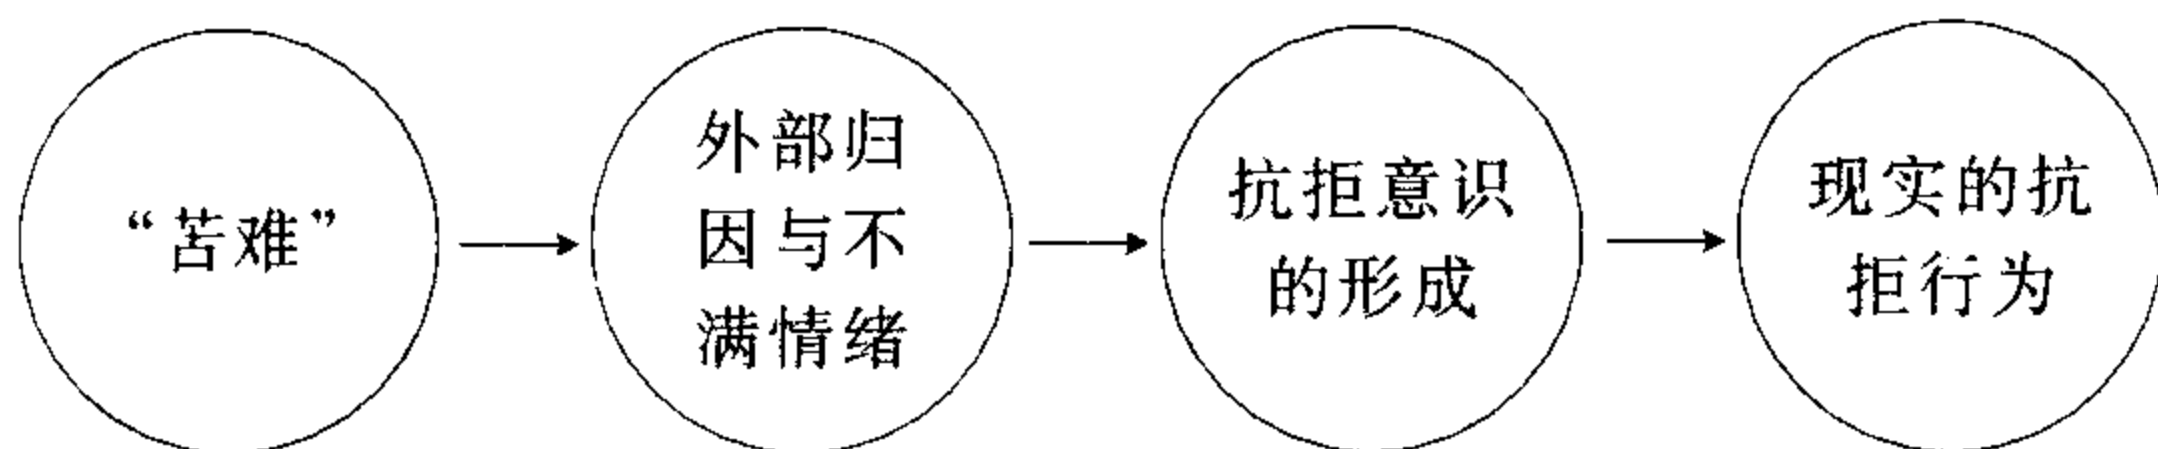 “苦难”
外部归
因与不
满情绪
抗拒意识
的形成
现实的抗
拒行为